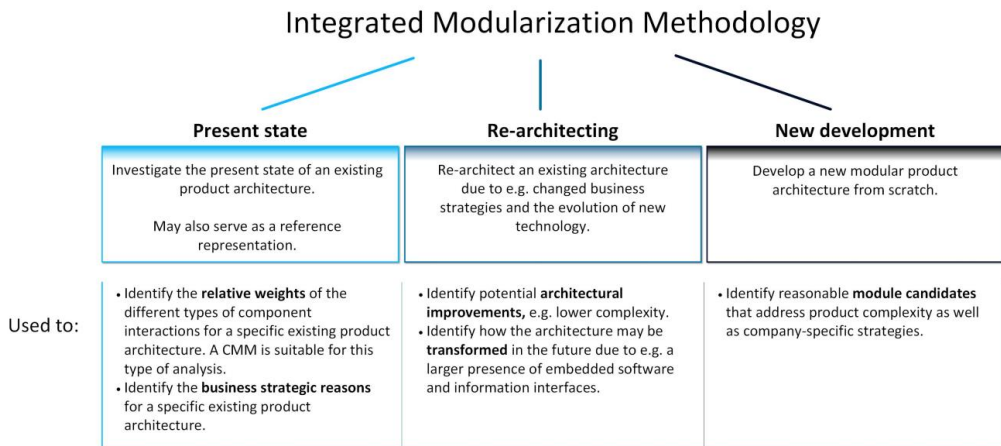 Integrated Modularization Methodology
Present state
Investigate the present state of an existing
product architecture.
May also serve as a reference
representation.
Re-architecting
Re-architect an existing architecture
due to e.g. changed business
strategies and the evolution of new
technology.
New development
Develop a new modular product
architecture from scratch.
Used to:
• Identify the relative weights of the
different types of component
interactions for a specific existing product
architecture. A CMM is suitable for this
type of analysis.
• Identify the business strategic reasons
for a specific existing product
architecture.
• Identify potential architectural
improvements, e.g. lower complexity.
• Identify how the architecture may be
transformed in the future due to e.g. a
larger presence of embedded software
and information interfaces.
• Identify reasonable module candidates
that address product complexity as well
as company-specific strategies.